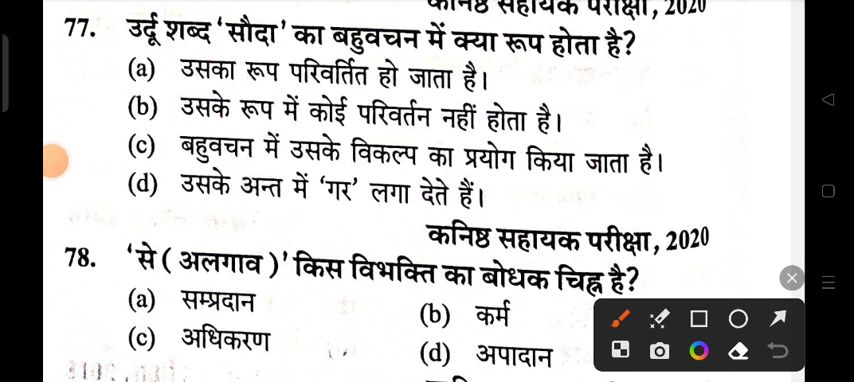 कनिष्ठ सहायक परीक्षा, 2020
77. उर्दू शब्द ‘सौदा’ का बहुवचन में क्या रूप होता है?
(a) उसका रूप परिवर्तित हो जाता है।
(b) उसके रूप में कोई परिवर्तन नहीं होता है।
(c) बहुवचन में उसके विकल्प का प्रयोग किया जाता है।
(d) उसके अन्त में ‘गर’ लगा देते हैं।
कनिष्ठ सहायक परीक्षा, 2020
78. ‘से ( अलगाव )’ किस विभक्ति का बोधक चिह्न है?
(a) सम्प्रदान
(b) कर्म
(c) अधिकरण
(d) अपादान